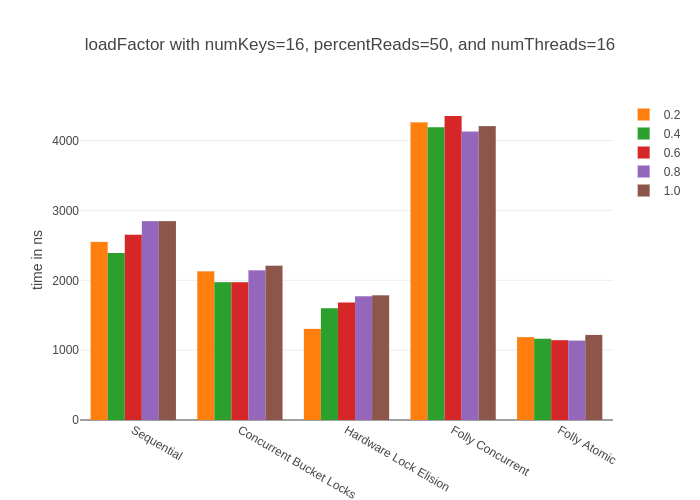 loadFactor with numKeys=16, percentReads=50, and numThreads=16
time in ns
4000
3000
2000
1000
0
Sequential
Concurrent Bucket Locks
Hardware Lock Elision
Folly Concurrent
Folly Atomic
0.2
0.4
0.6
0.8
1.0